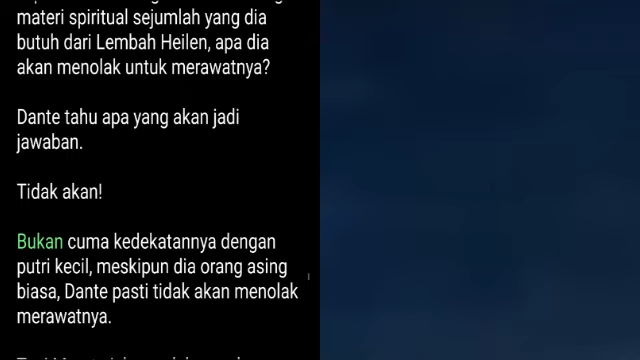 materi spiritual sejumlah yang dia
butuh dari Lembah Heilen, apa dia
akan menolak untuk merawatnya?
Dante tahu apa yang akan jadi
jawaban.
Tidak akan!
Bukan cuma kedekatannya dengan
putri kecil, meskipun dia orang asing
biasa, Dante pasti tidak akan menolak
merawatnya.